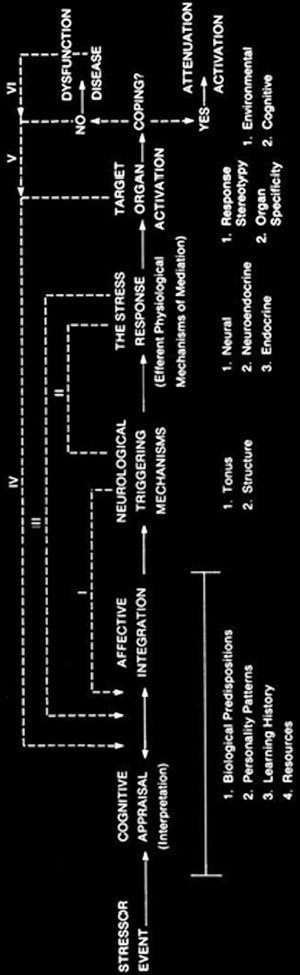 STRESSOR
EVENT
COGNITIVE
APPRAISAL
(Interpretation)
AFFECTIVE
INTEGRATION
NEUROLOGICAL
TRIGGERING
MECHANISMS
THE STRESS
RESPONSE
(Efferent Physiological
Mechanisms of Mediation)
TARGET
ORGAN
ACTIVATION
COPING?
NO
DYSFUNCTION
DISEASE
YES
ATTENUATION
ACTIVATION
I
II
III
IV
V
VI
1. Biological Predispositions
2. Personality Patterns
3. Learning History
4. Resources
1. Tonus
2. Structure
1. Neural
2. Neuroendocrine
3. Endocrine
1. Response
Stereotypy
2. Organ
Specificity
1. Environmental
2. Cognitive